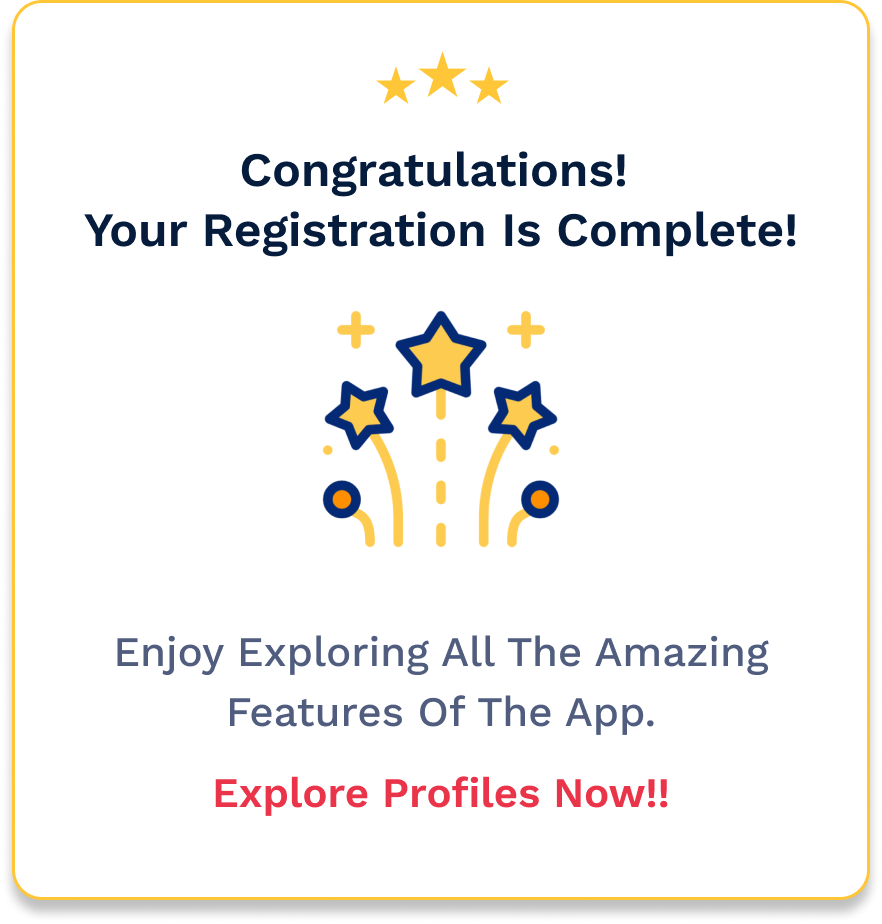 Congratulations!
Your Registration Is Complete!
Enjoy Exploring All The Amazing
Features Of The App.
Explore Profiles Now!!